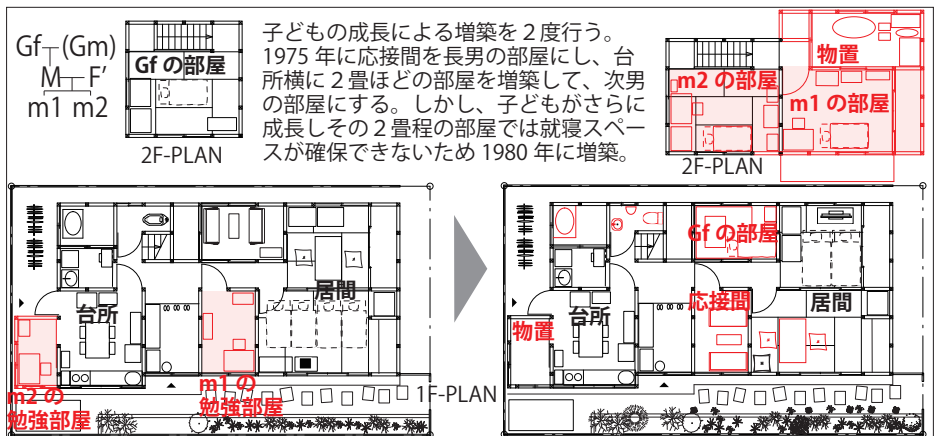 Gf┬(Gm)
M┬F'
m1 m2
Gf の部屋
2F-PLAN
子どもの成長による増築を２度行う。
1975 年に応接間を長男の部屋にし、台
所横に２畳ほどの部屋を増築して、次男
の部屋にする。しかし、子どもがさらに
成長しその２畳程の部屋では就寝スペー
スが確保できないため 1980 年に増築。
物置
m2 の部屋
m1 の部屋
2F-PLAN
台所
居間
m2 の
勉強部屋
m1 の
勉強部屋
1F-PLAN
Gf の部屋
応接間
居間
物置
台所